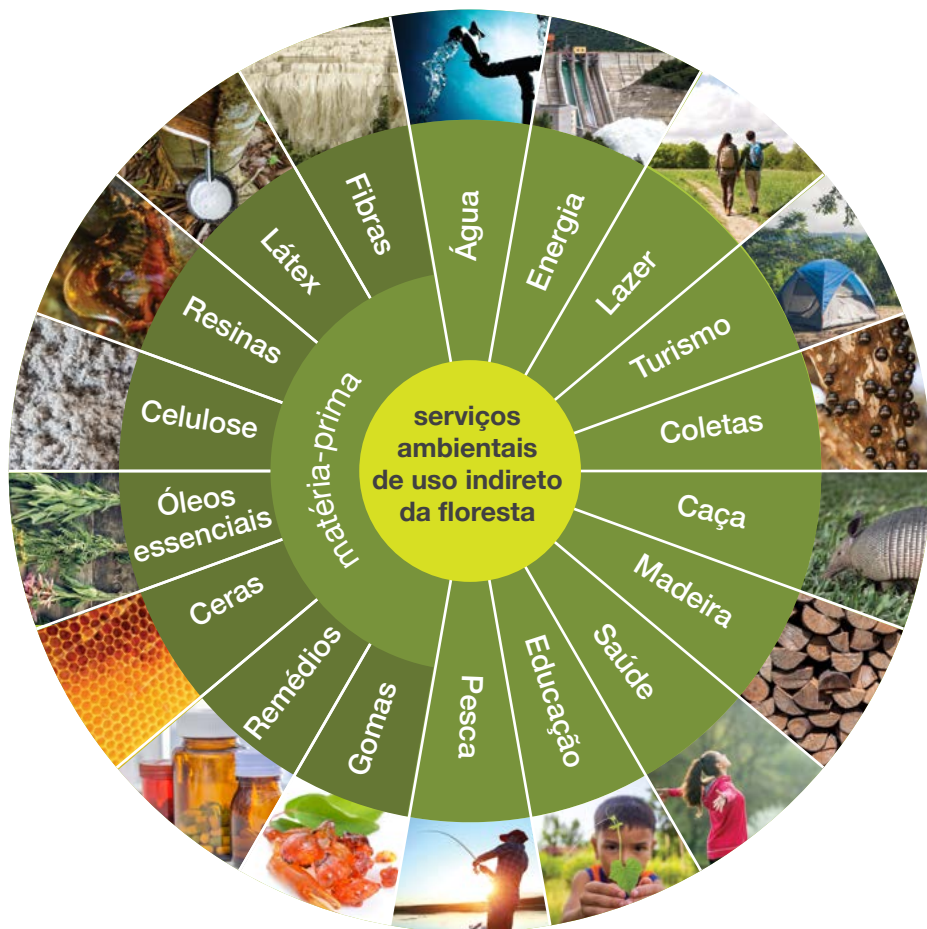 serviços
ambientais
de uso indireto
da floresta
Água
Energia
Lazer
Turismo
Coletas
Caça
Madeira
Saúde
Educação
Pesca
matéria-prima
Gomas
Remédios
Ceras
Óleos
essenciais
Celulose
Resinas
Látex
Fibras